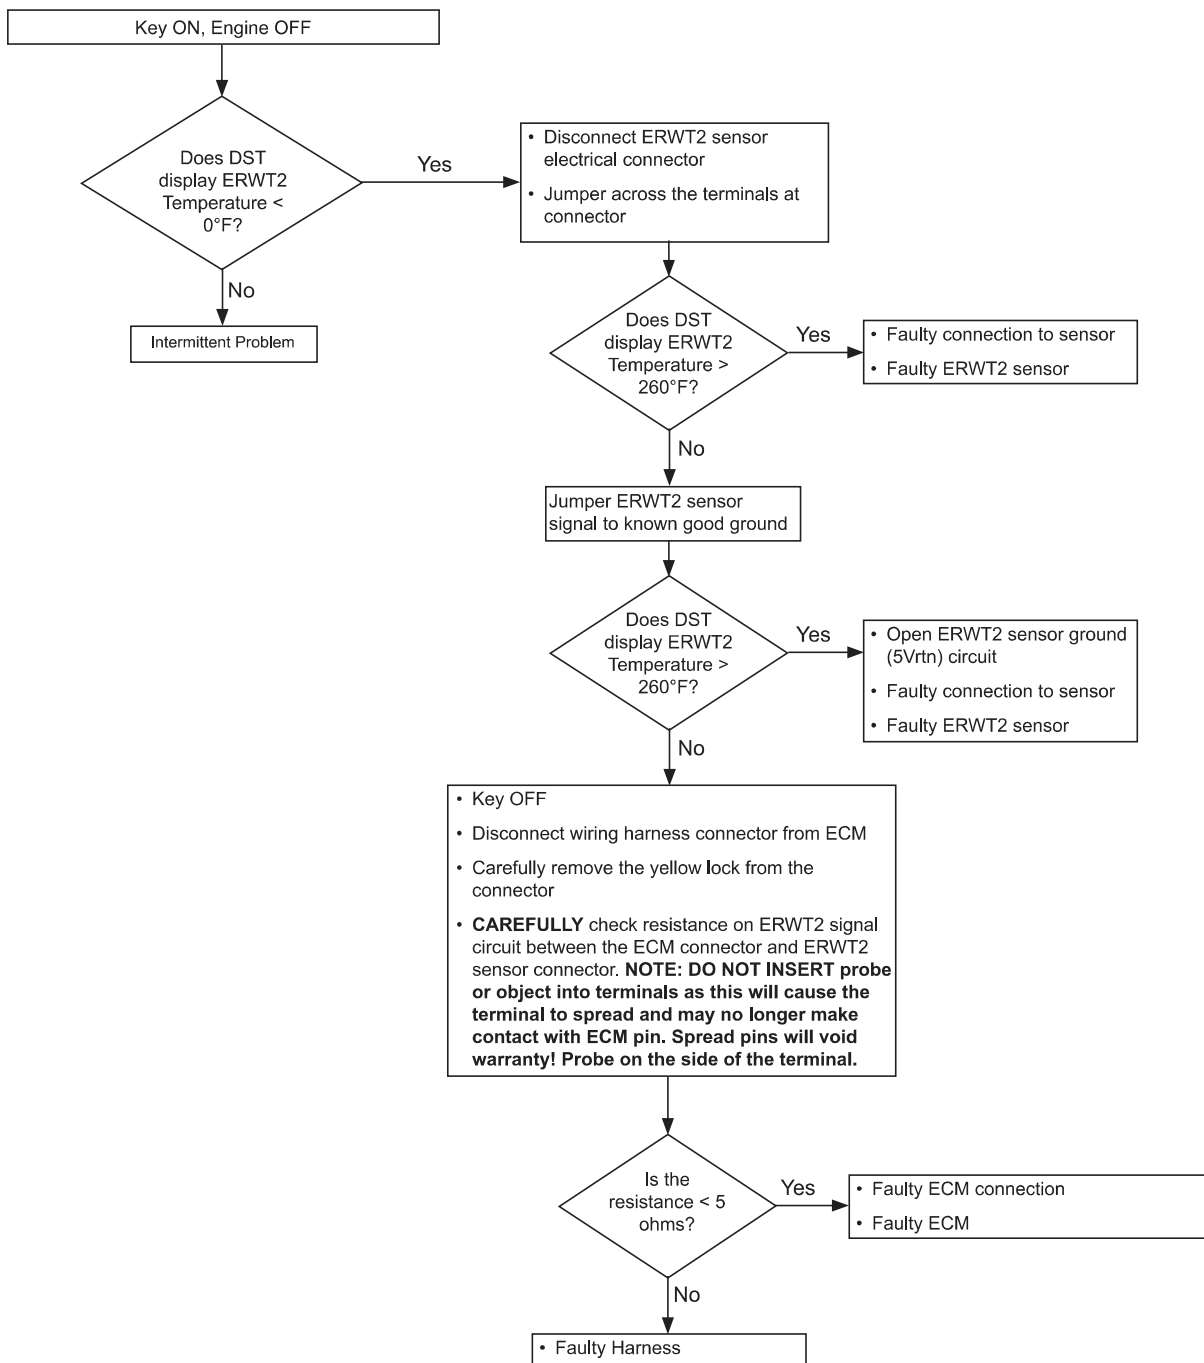 Key ON, Engine OFF
Does DST
display ERWT2
Temperature <
0°F?
Yes
• Disconnect ERWT2 sensor
electrical connector
• Jumper across the terminals at
connector
No
Intermittent Problem
Does DST
display ERWT2
Temperature >
260°F?
Yes
• Faulty connection to sensor
• Faulty ERWT2 sensor
No
Jumper ERWT2 sensor
signal to known good ground
Does DST
display ERWT2
Temperature >
260°F?
Yes
• Open ERWT2 sensor ground
(5Vrtn) circuit
• Faulty connection to sensor
• Faulty ERWT2 sensor
No
• Key OFF
• Disconnect wiring harness connector from ECM
• Carefully remove the yellow lock from the
connector
• CAREFULLY check resistance on ERWT2 signal
circuit between the ECM connector and ERWT2
sensor connector. NOTE: DO NOT INSERT probe
or object into terminals as this will cause the
terminal to spread and may no longer make
contact with ECM pin. Spread pins will void
warranty! Probe on the side of the terminal.
Is the
resistance < 5
ohms?
Yes
• Faulty ECM connection
• Faulty ECM
No
• Faulty Harness